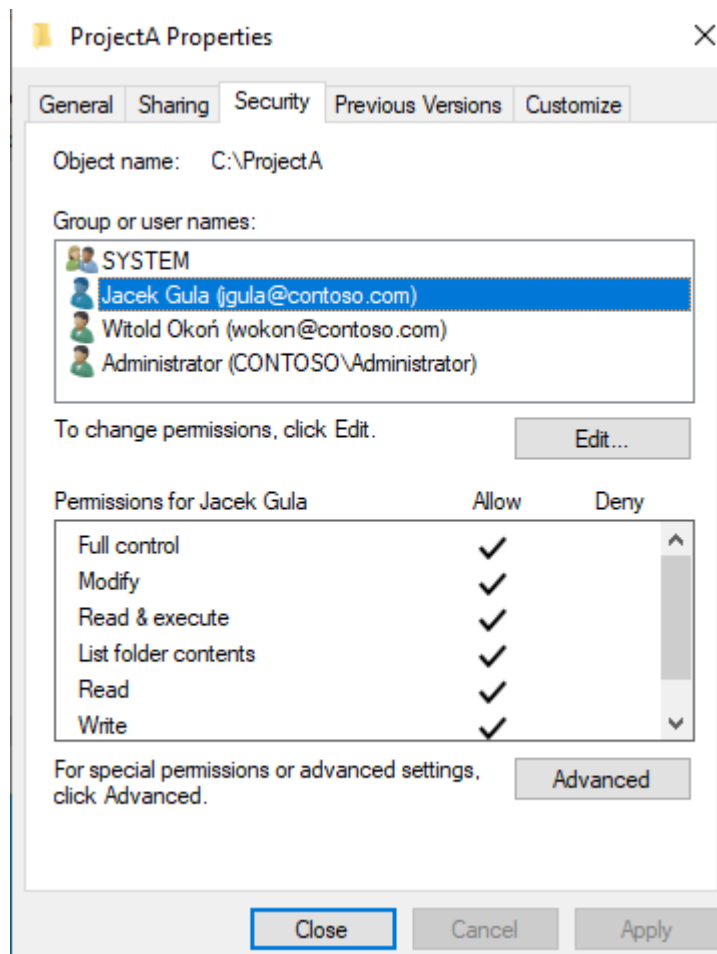 ProjectA Properties
General Sharing Security Previous Versions Customize
Object name: C:\ProjectA
Group or user names:
SYSTEM
Jacek Gula (jgula@contoso.com)
Witold Okoń (wokon@contoso.com)
Administrator (CONTOSO\Administrator)
To change permissions, click Edit.
Edit...
Permissions for Jacek Gula Allow Deny
Full control
Modify
Read & execute
List folder contents
Read
Write
For special permissions or advanced settings,
click Advanced.
Advanced
Close Cancel Apply